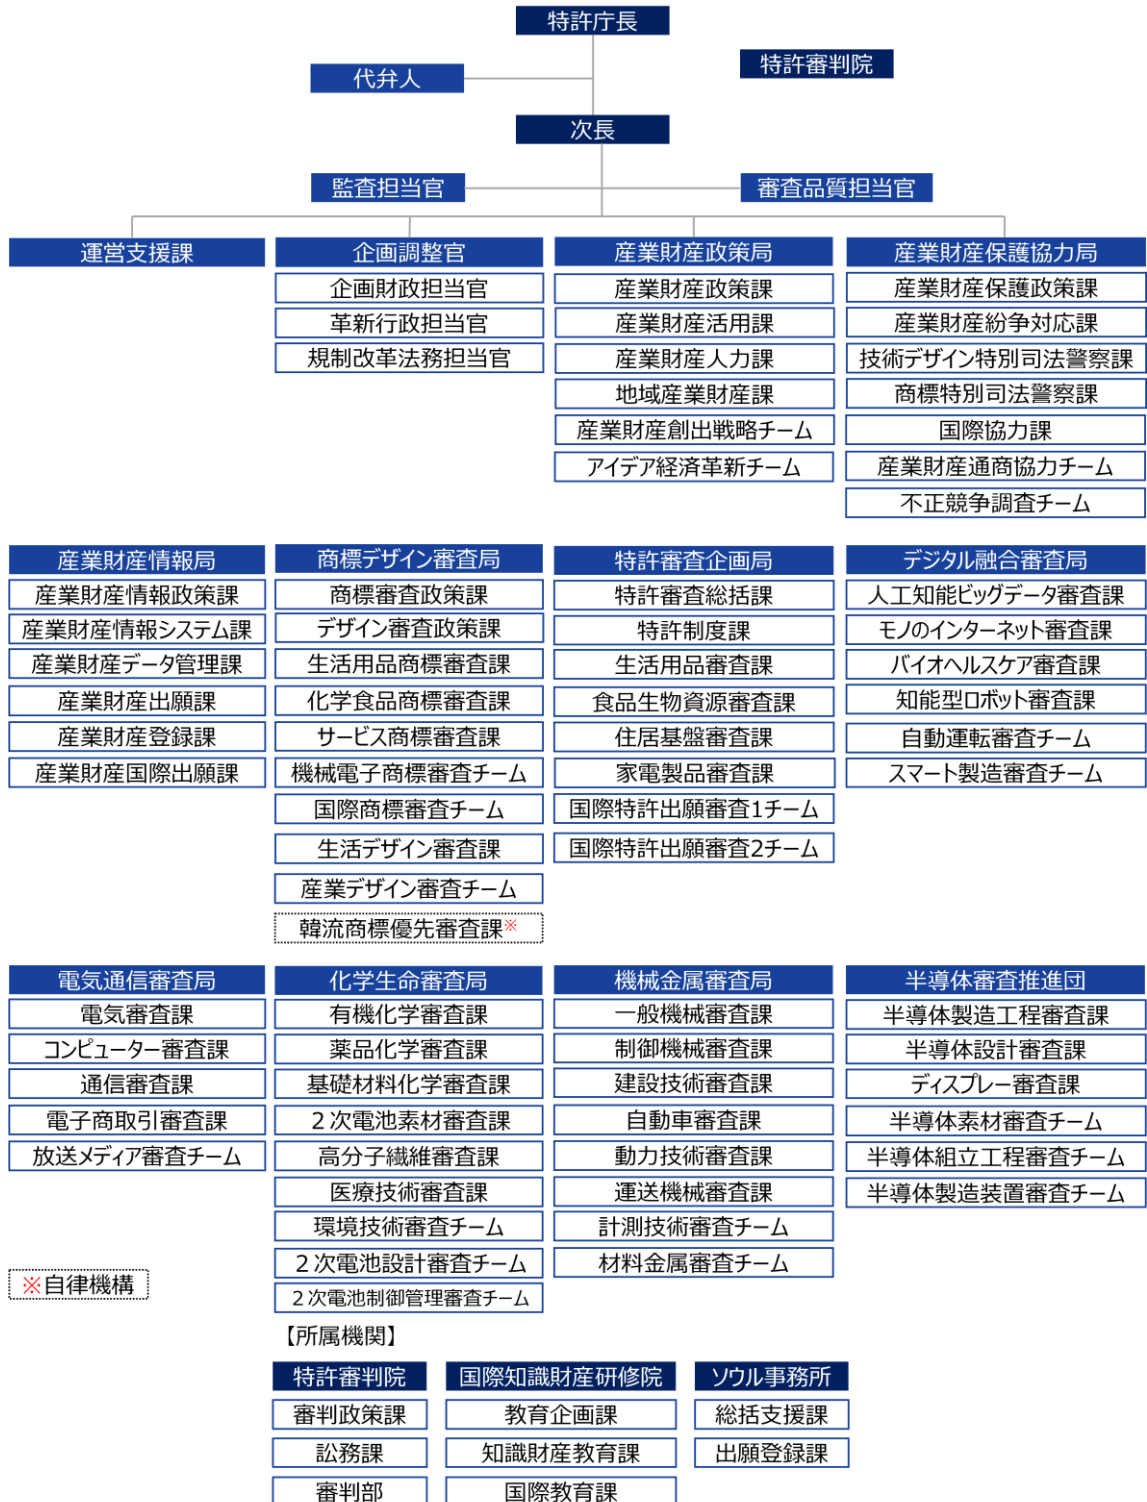 特許庁長
特許審判院
代弁人
次長
監査担当官
審査品質担当官
運営支援課
企画調整官
企画財政担当官
革新行政担当官
規制改革法務担当官
産業財産政策局
産業財産政策課
産業財産活用課
産業財産人力課
地域産業財産課
産業財産創出戦略チーム
アイデア経済革新チーム
産業財産保護協力局
産業財産保護政策課
産業財産紛争対応課
技術デザイン特別司法警察課
商標特別司法警察課
国際協力課
産業財産通商協力チーム
不正競争調査チーム
産業財産情報局
産業財産情報政策課
産業財産情報システム課
産業財産データ管理課
産業財産出願課
産業財産登録課
産業財産国際出願課
商標デザイン審査局
商標審査政策課
デザイン審査政策課
生活用品商標審査課
化学食品商標審査課
サービス商標審査課
機械電子商標審査チーム
国際商標審査チーム
生活デザイン審査課
産業デザイン審査チーム
韓流商標優先審査課※
特許審査企画局
特許審査総括課
特許制度課
生活用品審査課
食品生物資源審査課
住居基盤審査課
家電製品審査課
国際特許出願審査1チーム
国際特許出願審査2チーム
デジタル融合審査局
人工知能ビッグデータ審査課
モノのインターネット審査課
バイオヘルスケア審査課
知能型ロボット審査課
自動運転審査チーム
スマート製造審査チーム
電気通信審査局
電気審査課
コンピューター審査課
通信審査課
電子商取引審査課
放送メディア審査チーム
化学生命審査局
有機化学審査課
薬品化学審査課
基礎材料化学審査課
２次電池素材審査課
高分子繊維審査課
医療技術審査課
環境技術審査チーム
２次電池設計審査チーム
２次電池制御管理審査チーム
機械金属審査局
一般機械審査課
制御機械審査課
建設技術審査課
自動車審査課
動力技術審査課
運送機械審査課
計測技術審査チーム
材料金属審査チーム
半導体審査推進団
半導体製造工程審査課
半導体設計審査課
ディスプレー審査課
半導体素材審査チーム
半導体組立工程審査チーム
半導体製造装置審査チーム
※自律機構
【所属機関】
特許審判院
審判政策課
訟務課
審判部
国際知識財産研修院
教育企画課
知識財産教育課
国際教育課
ソウル事務所
総括支援課
出願登録課